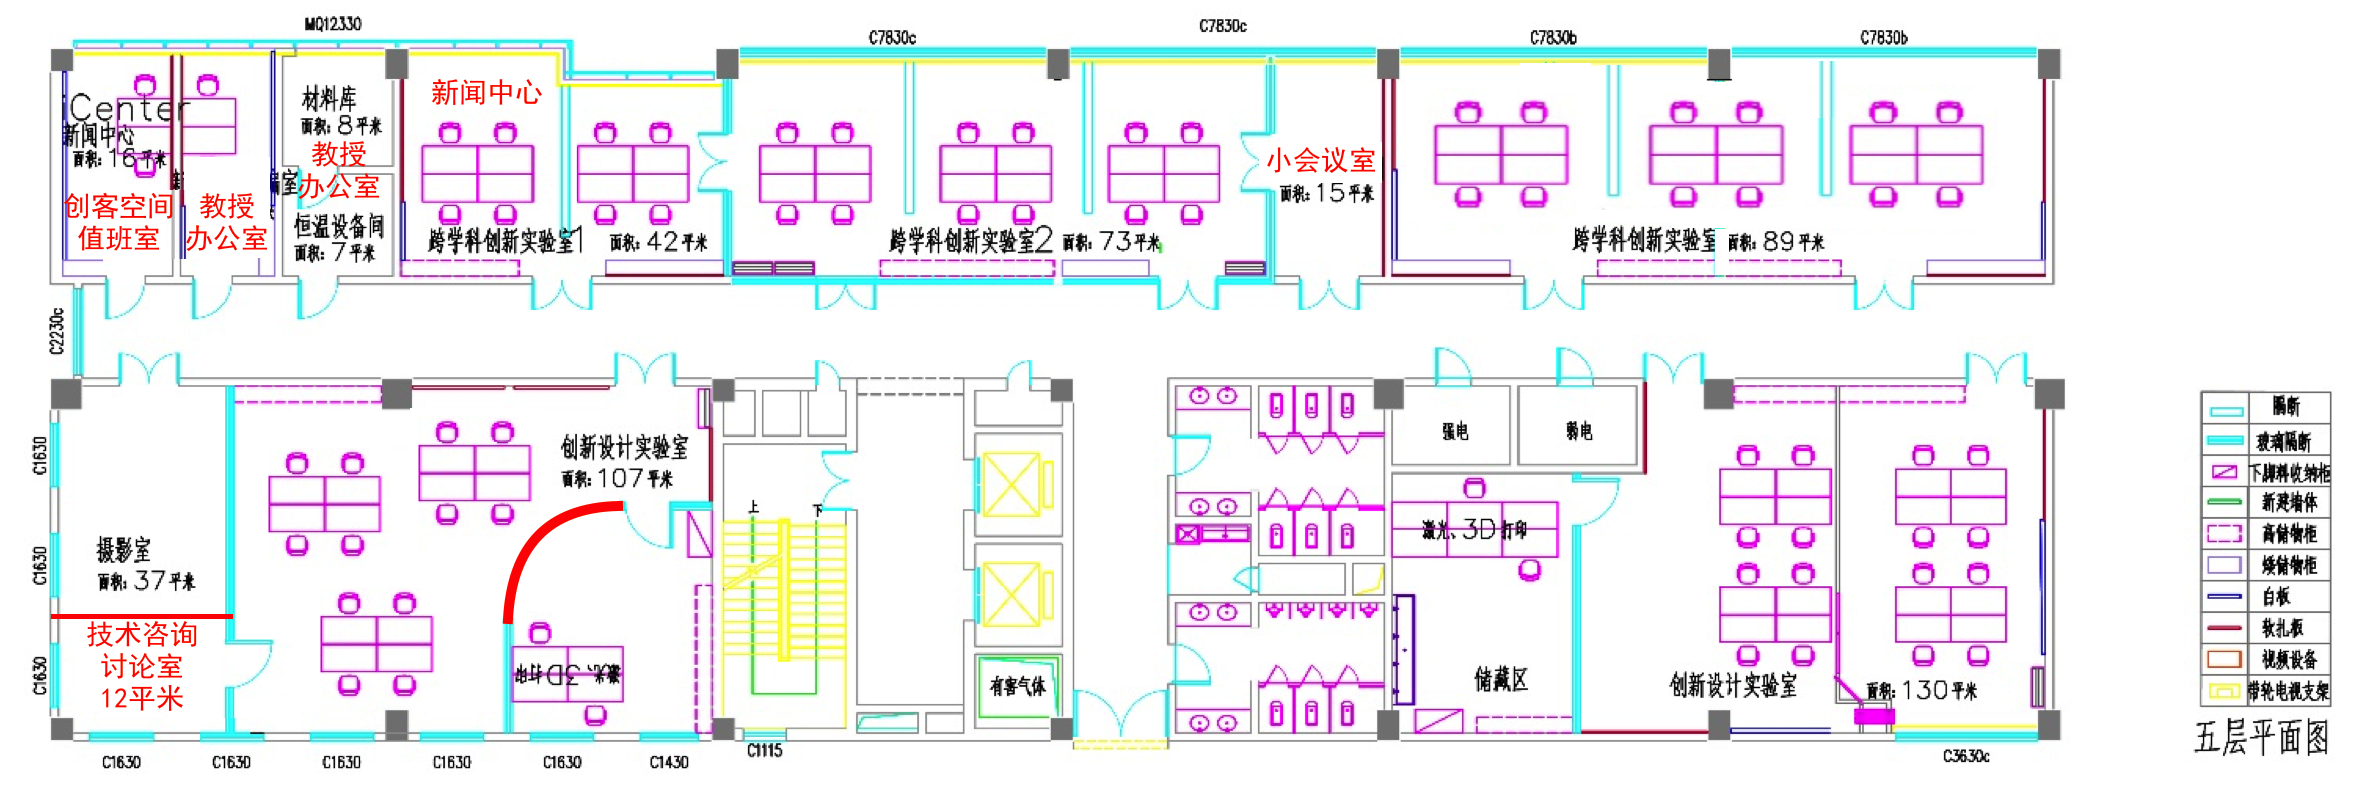 MQ12330
C7830c
C7830c
C7830b
C7830b
iCenter
新闻中心
面积: 16平米
创客空间
值班室
教授
办公室
材料库
面积: 8平米
教授
办公室
恒温设备间
面积: 7平米
新闻中心
跨学科创新实验室1
面积: 42平米
跨学科创新实验室2
面积: 73平米
小会议室
面积: 15平米
跨学科创新实验室
面积: 89平米
C2230c
C1630
C1630
C1630
摄影室
面积: 37平米
技术咨询
讨论室
12平米
创新设计实验室
面积: 107平米
激光、3D打印
上
下
有害气体
强电
弱电
激光、3D打印
储藏区
创新设计实验室
面积: 130平米
C1630
C1630
C1630
C1630
C1630
C1430
C1115
C3630c
隔断
玻璃隔断
下脚料收纳柜
新建墙体
高储物柜
矮储物柜
白板
软扎板
视频设备
带轮电视支架
五层平面图